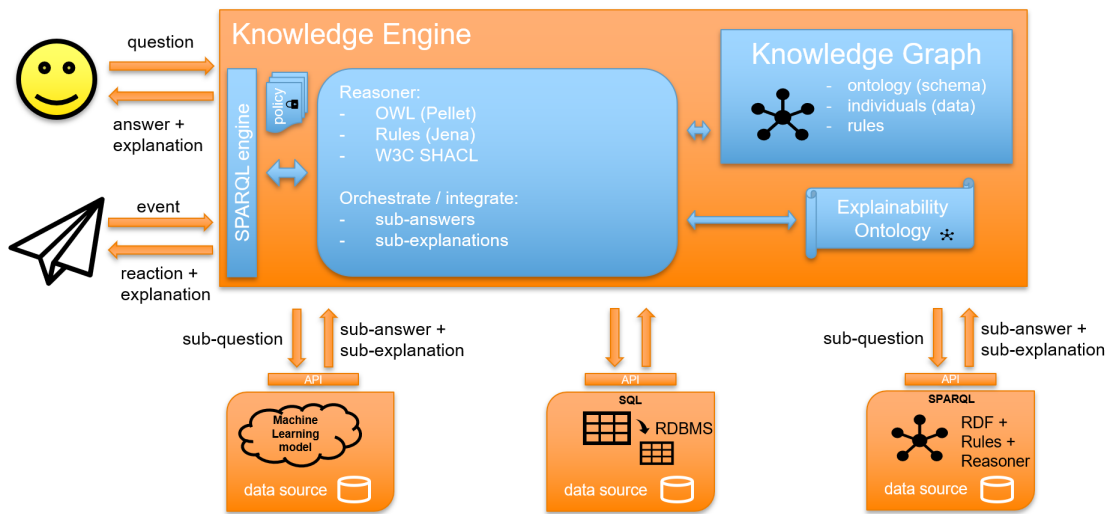 Knowledge Engine
question
answer +
explanation
event
reaction +
explanation
SPARQL engine
policy
Reasoner:
- OWL (Pellet)
- Rules (Jena)
- W3C SHACL
Orchestrate / integrate:
- sub-answers
- sub-explanations
Knowledge Graph
- ontology (schema)
- individuals (data)
- rules
Explainability
Ontology
sub-question
sub-answer +
sub-explanation
sub-question
sub-answer +
sub-explanation
API
Machine
Learning
model
data source
API
SQL
RDBMS
data source
API
SPARQL
RDF +
Rules +
Reasoner
data source